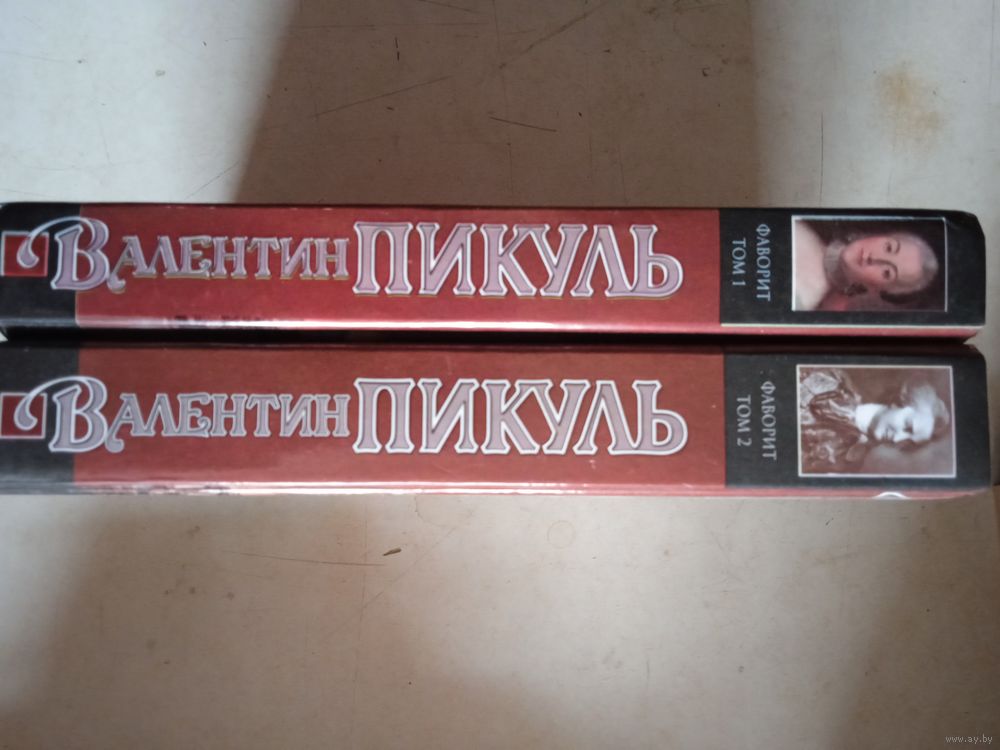 ВАЛЕНТИН ПИКУЛЬ
ФАВОРИТ
ТОМ 1
ВАЛЕНТИН ПИКУЛЬ
ФАВОРИТ
ТОМ 2
www.ay.by